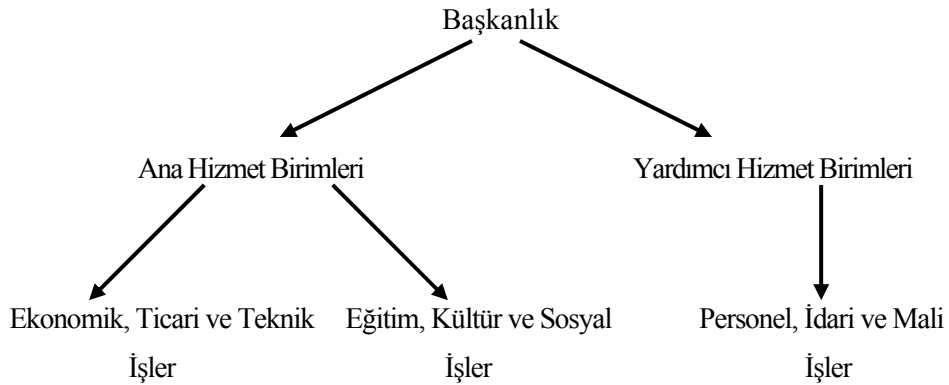 Başkanlık
Ana Hizmet Birimleri
Yardımcı Hizmet Birimleri
Ekonomik, Ticari ve Teknik
İşler
Eğitim, Kültür ve Sosyal
İşler
Personel, İdari ve Mali
İşler